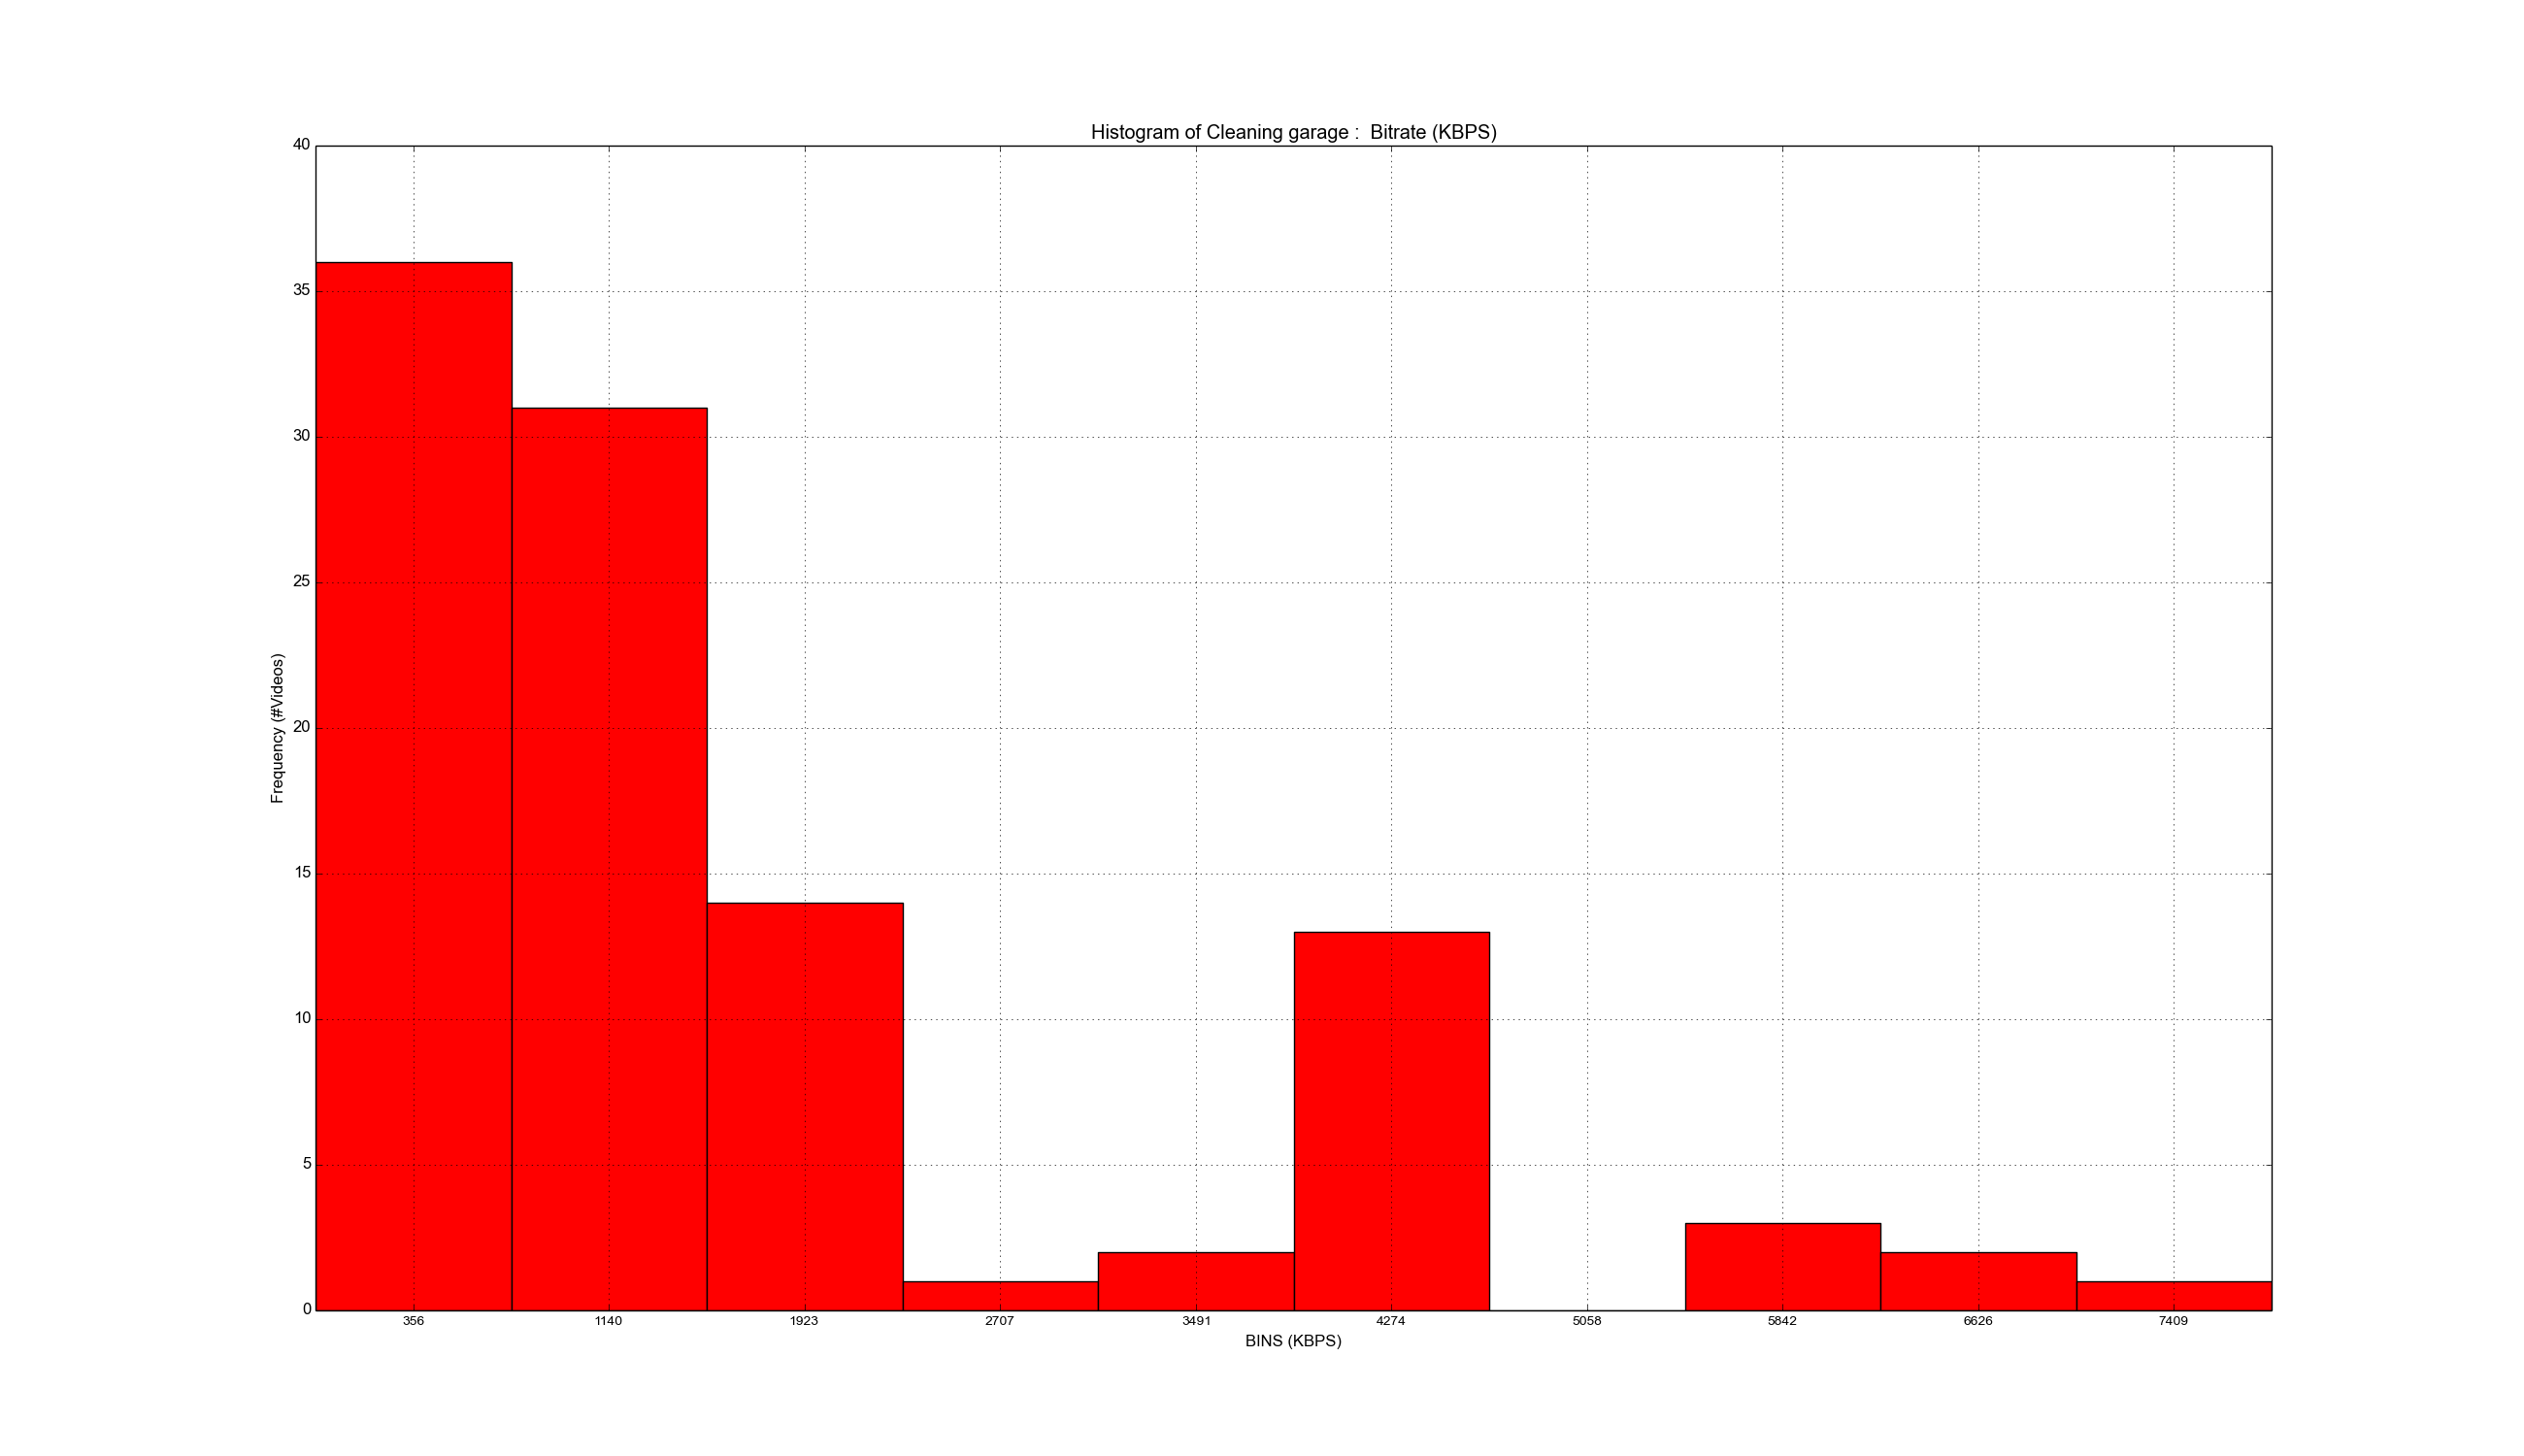 Histogram of Cleaning garage :  Bitrate (KBPS)
40
35
30
25
20
15
10
5
0
Frequency (#Videos)
356 1140 1923 2707 3491 4274 5058 5842 6626 7409
BINS (KBPS)